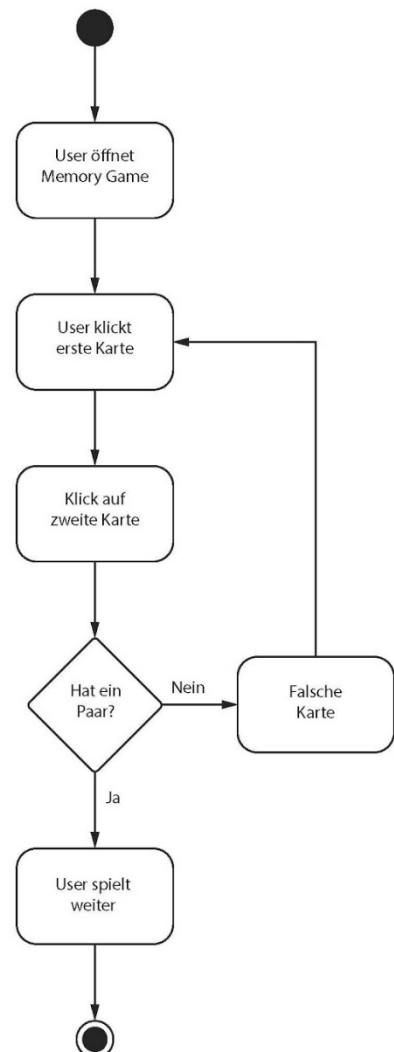 User öffnet
Memory Game
User klickt
erste Karte
Klick auf
zweite Karte
Hat ein
Paar?
Nein
Falsche
Karte
Ja
User spielt
weiter